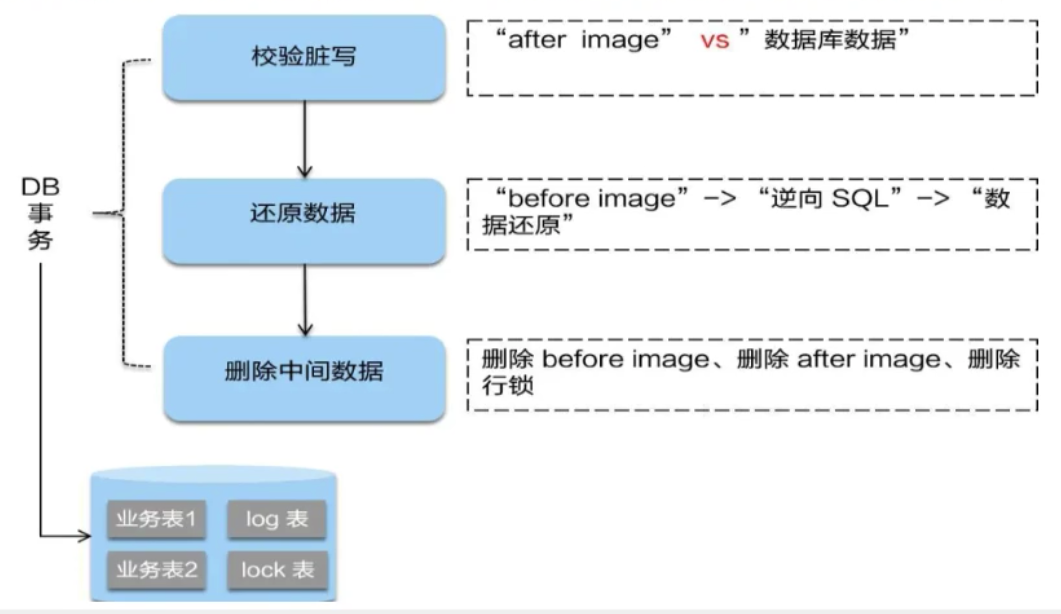 校验脏写
“after image” vs ”数据库数据”
DB
事
务
还原数据
“before image”–> “逆向 SQL”–> “数
据还原”
删除中间数据
删除 before image、删除 after image、删除
行锁
业务表1
log 表
业务表2
lock 表